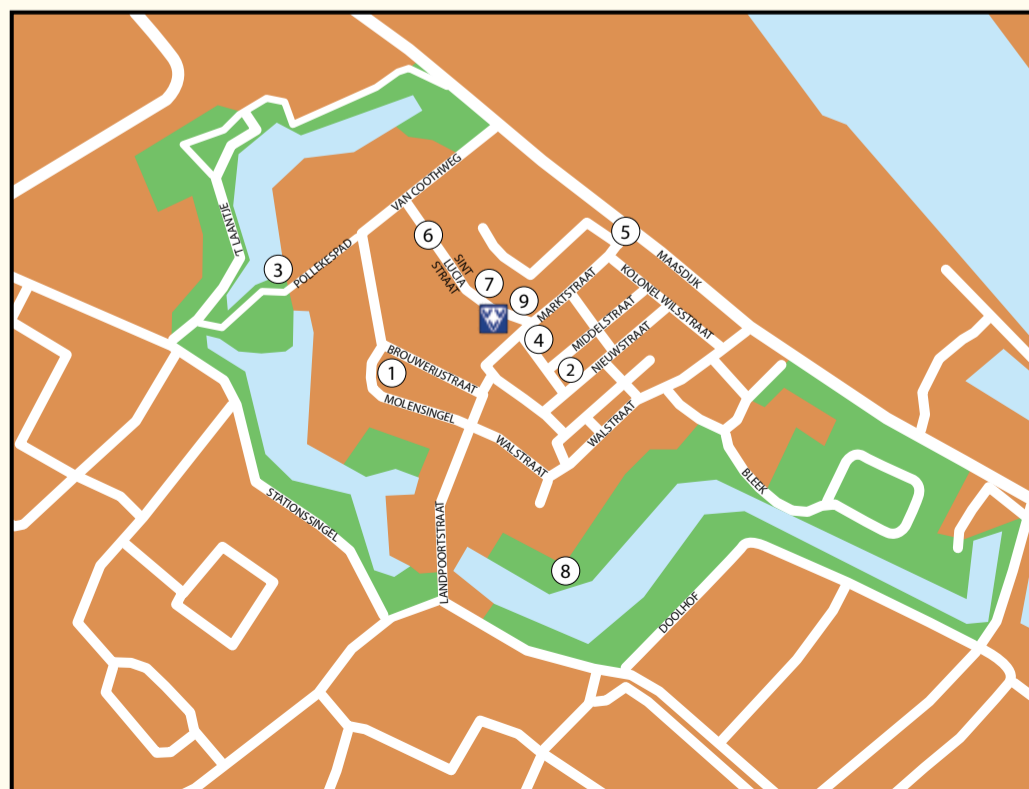 VAN COOTHWEG
'T LAANTJE
6
5
MAASDIJK
3
POLLEKESPAD
SINT
LUCIA
STRAAT
7
9
MARKTSTRAAT
KOLONEL WILSSTRAAT
4
MIDDELSTRAAT
NIEUWSTRAAT
2
BROUWERIJSTRAAT
1
MOLENSINGEL
WALSTRAAT
WALSTRAAT
BLEEK
STATIONSSINGEL
LANDPOORTSTRAAT
8
DOOLHOF